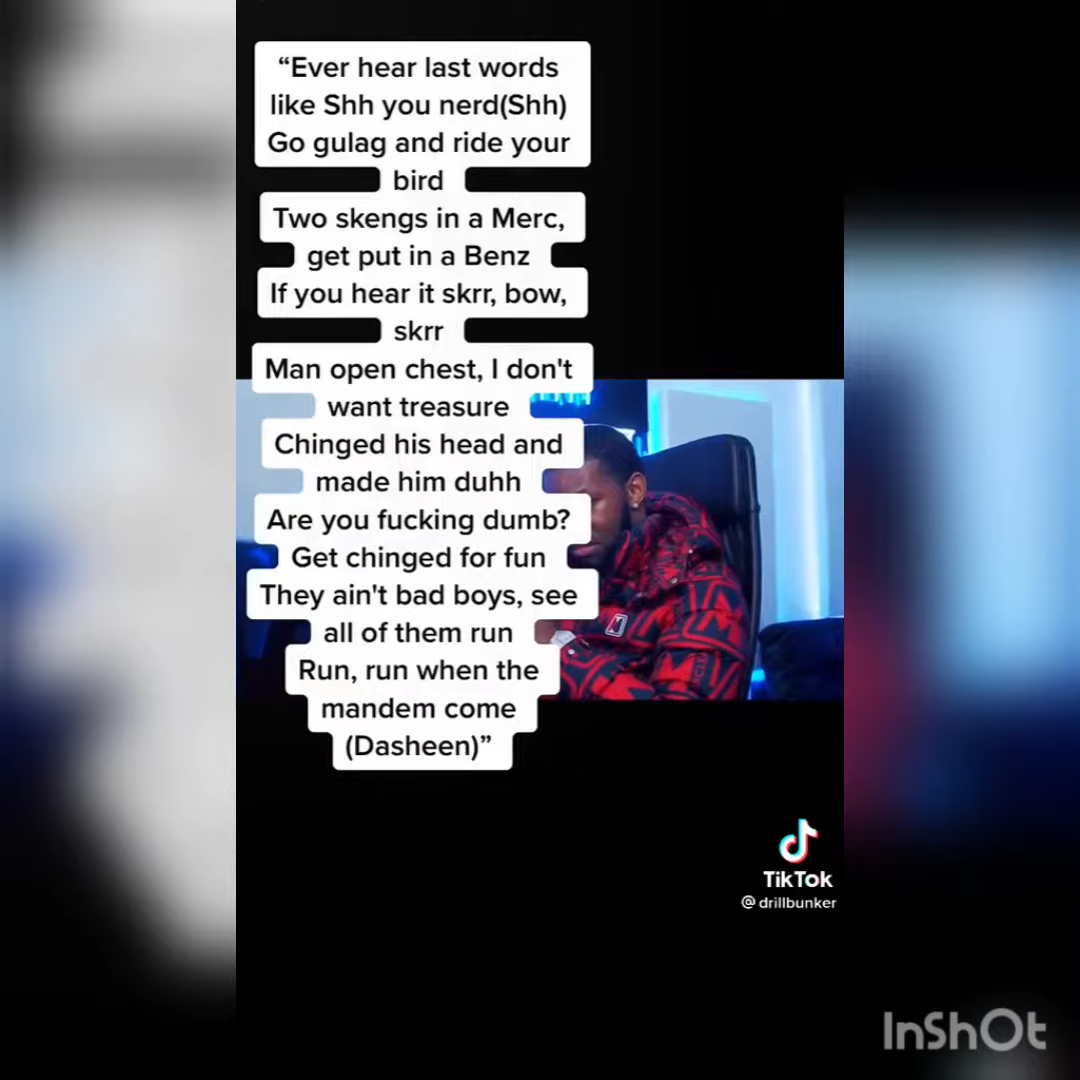 “Ever hear last words
like Shh you nerd(Shh)
Go gulag and ride your
bird
Two skengs in a Merc,
get put in a Benz
If you hear it skrr, bow,
skrr
Man open chest, I don't
want treasure
Chinged his head and
made him duhh
Are you fucking dumb?
Get chinged for fun
They ain't bad boys, see
all of them run
Run, run when the
mandem come
(Dasheen)”
TikTok
@drillbunker
InShOt